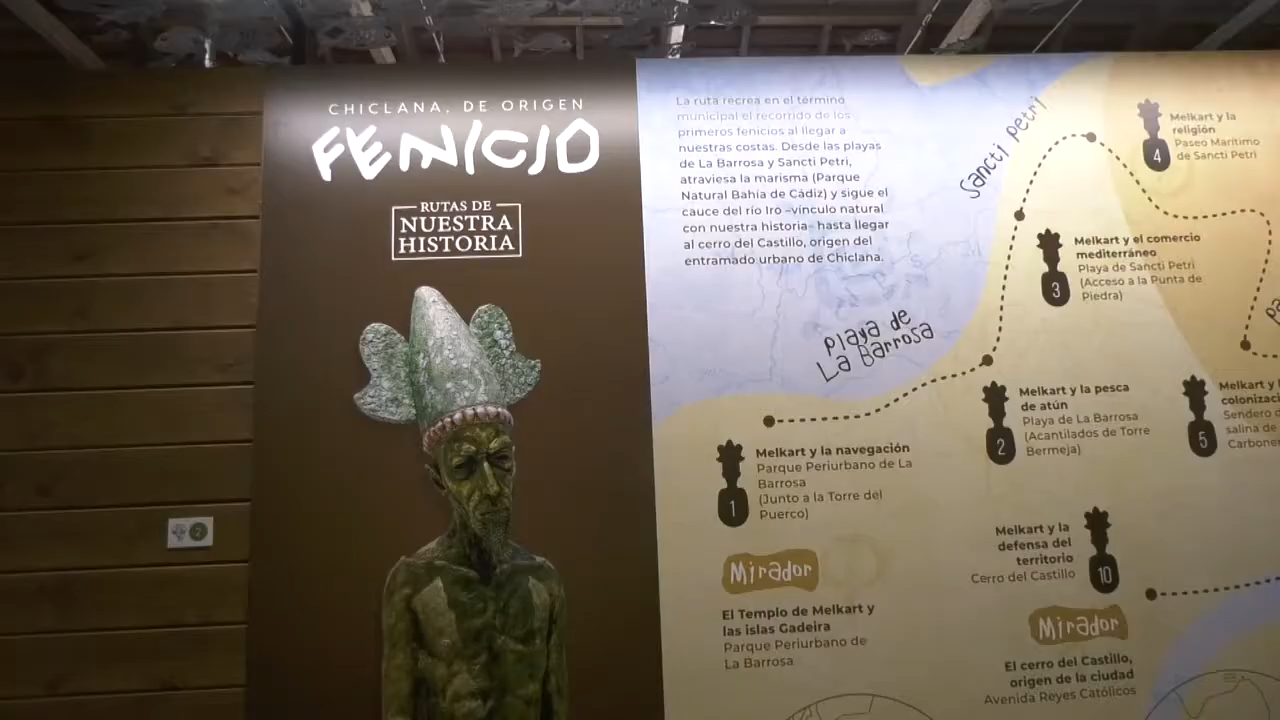 CHICLANA, DE ORIGEN
FENICIO
RUTAS DE
NUESTRA
HISTORIA
La ruta recrea en el término
municipal el recorrido de los
primeros fenicios al llegar a
nuestras costas. Desde las playas
de La Barrosa y Sancti Petri,
atraviesa la marisma (Parque
Natural Bahía de Cádiz) y sigue el
cauce del río Iro –vínculo natural
con nuestra historia– hasta llegar
al cerro del Castillo, origen del
entramado urbano de Chiclana.
Sancti Petri
Playa de
La Barrosa
4
Melkart y la
religión
Paseo Marítimo
de Sancti Petri
3
Melkart y el comercio
mediterráneo
Playa de Sancti Petri
(Acceso a la Punta de
Piedra)
1
Melkart y la navegación
Parque Periurbano de La
Barrosa
(Junto a la Torre del
Puerco)
2
Melkart y la pesca
de atún
Playa de La Barrosa
(Acantilados de Torre
Bermeja)
5
Melkart y
Sendero
salina de
Mirador
El Templo de Melkart y
las islas Gadeira
Parque Periurbano de
La Barrosa
10
Melkart y la
defensa del
territorio
Cerro del Castillo
Mirador
El cerro del Castillo,
origen de la ciudad
Avenida Reyes Católicos